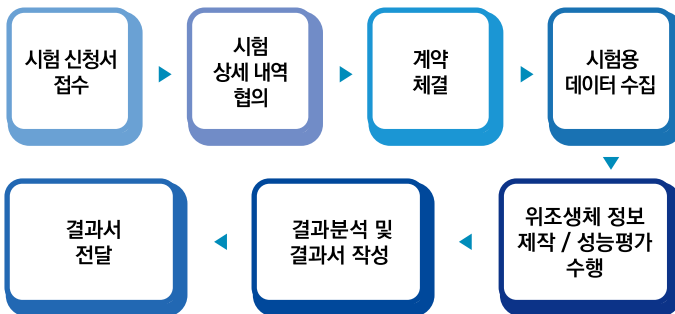 시험 신청서
접수
시험
상세 내역
협의
계약
체결
시험용
데이터 수집
위조생체 정보
제작 / 성능평가
수행
결과분석 및
결과서 작성
결과서
전달